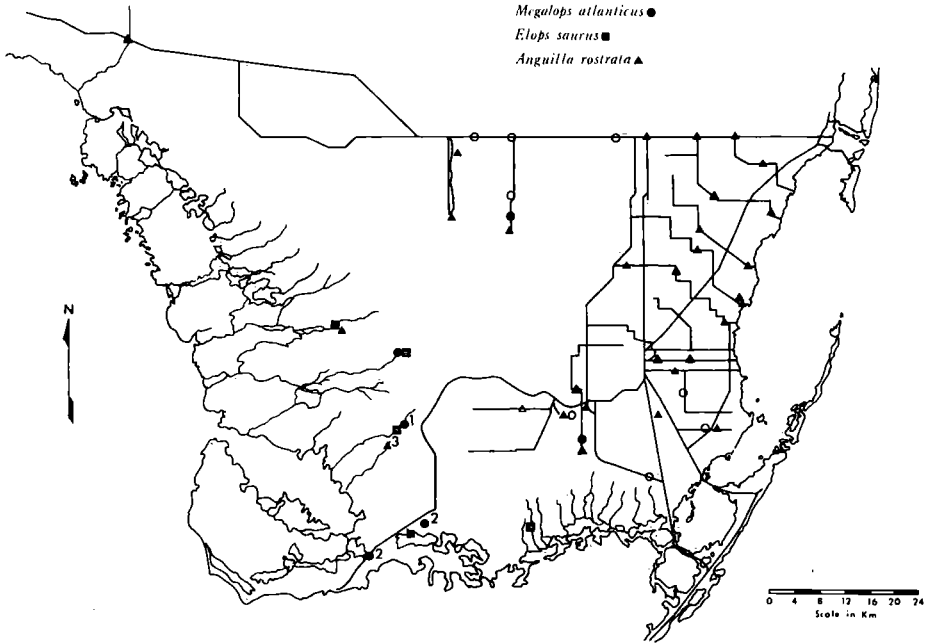 Megalops atlanticus ●
Elops saurus ■
Anguilla rostrata ▲
N
1
3
2
2
0 4 8 12 16 20 24
Scale in Km